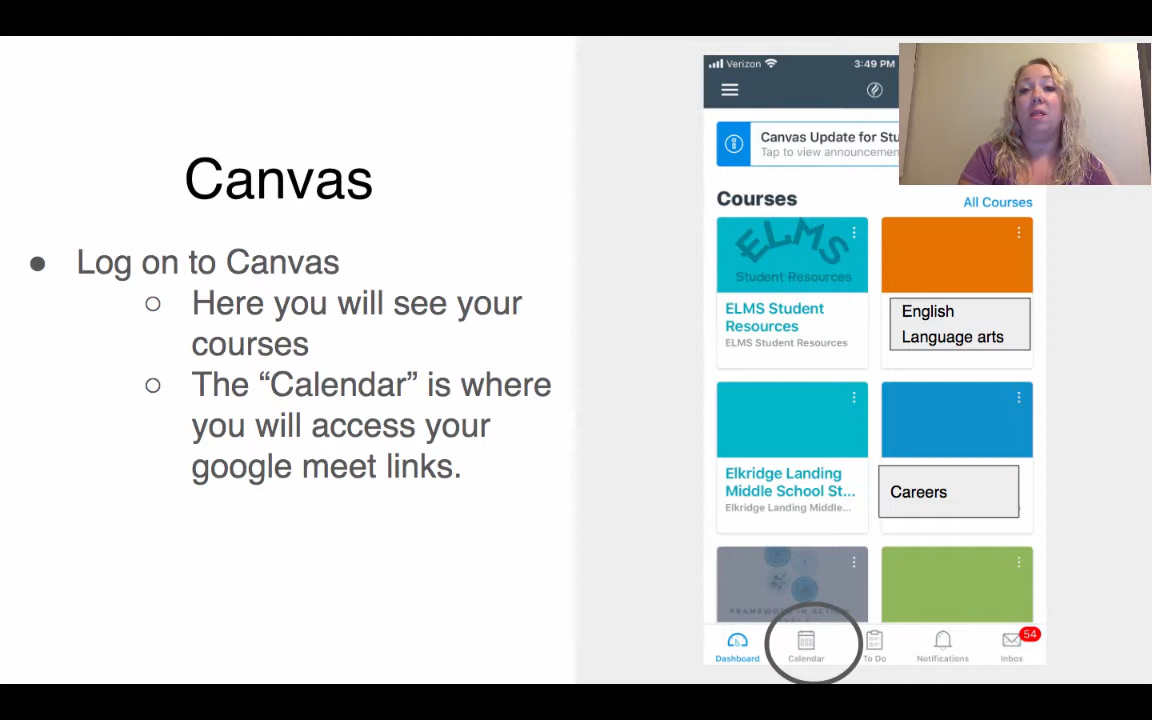 Canvas
● Log on to Canvas
○ Here you will see your
courses
○ The “Calendar” is where
you will access your
google meet links.
Verizon
3:49 PM
Canvas Update for Stu
Tap to view announcemen
Courses
All Courses
ELMS
Student Resources
ELMS Student
Resources
ELMS Student Resources
English
Language arts
Elkridge Landing
Middle School St...
Elkridge Landing Middle...
Careers
FRAMEWORK IN ACTION
Dashboard
Calendar
To Do
Notifications
54
Inbox